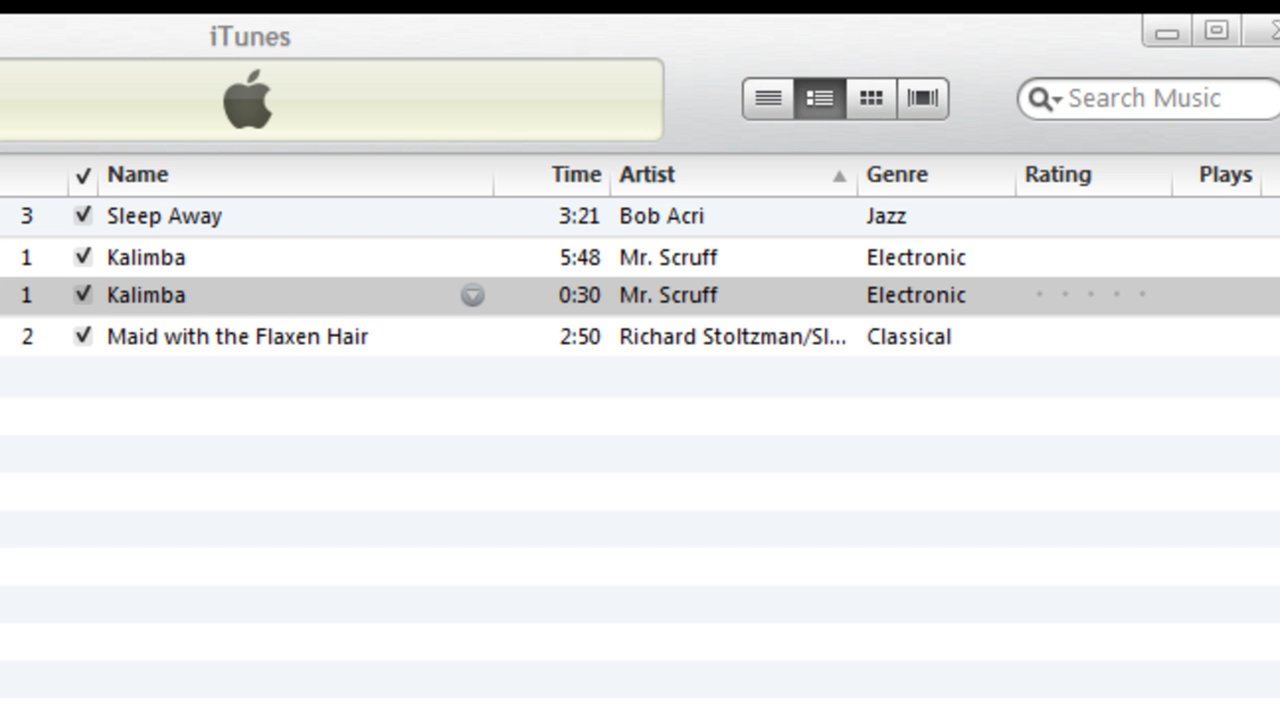 iTunes
Search Music
✓ Name Time Artist Genre Rating Plays
3 ✓ Sleep Away 3:21 Bob Acri Jazz
1 ✓ Kalimba 5:48 Mr. Scruff Electronic
1 ✓ Kalimba 0:30 Mr. Scruff Electronic
2 ✓ Maid with the Flaxen Hair 2:50 Richard Stoltzman/Sl... Classical